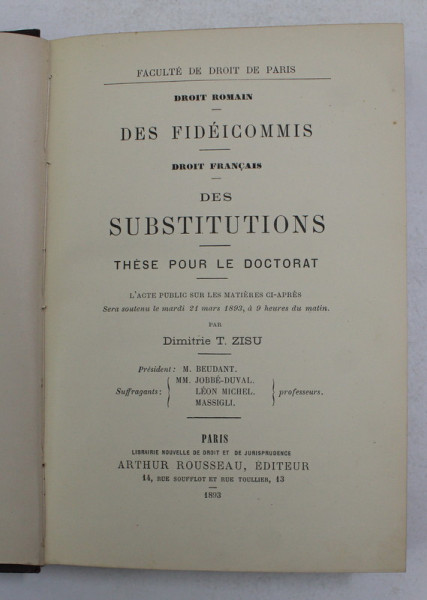 FACULTÉ DE DROIT DE PARIS
DROIT ROMAIN
DES FIDÉICOMMIS
DROIT FRANÇAIS
DES
SUBSTITUTIONS
THÈSE POUR LE DOCTORAT
L'ACTE PUBLIC SUR LES MATIÈRES CI-APRÈS
Sera soutenu le mardi 21 mars 1893, à 9 heures du matin.
PAR
Dimitrie T. ZISU
Président: M. BEUDANT.
Suffragants: MM. JOBBÉ-DUVAL. professeurs.
LÉON MICHEL.
MASSIGLI.
PARIS
LIBRAIRIE NOUVELLE DE DROIT ET DE JURISPRUDENCE
ARTHUR ROUSSEAU, ÉDITEUR
14, RUE SOUFFLOT ET RUE TOULLIER, 13
1893